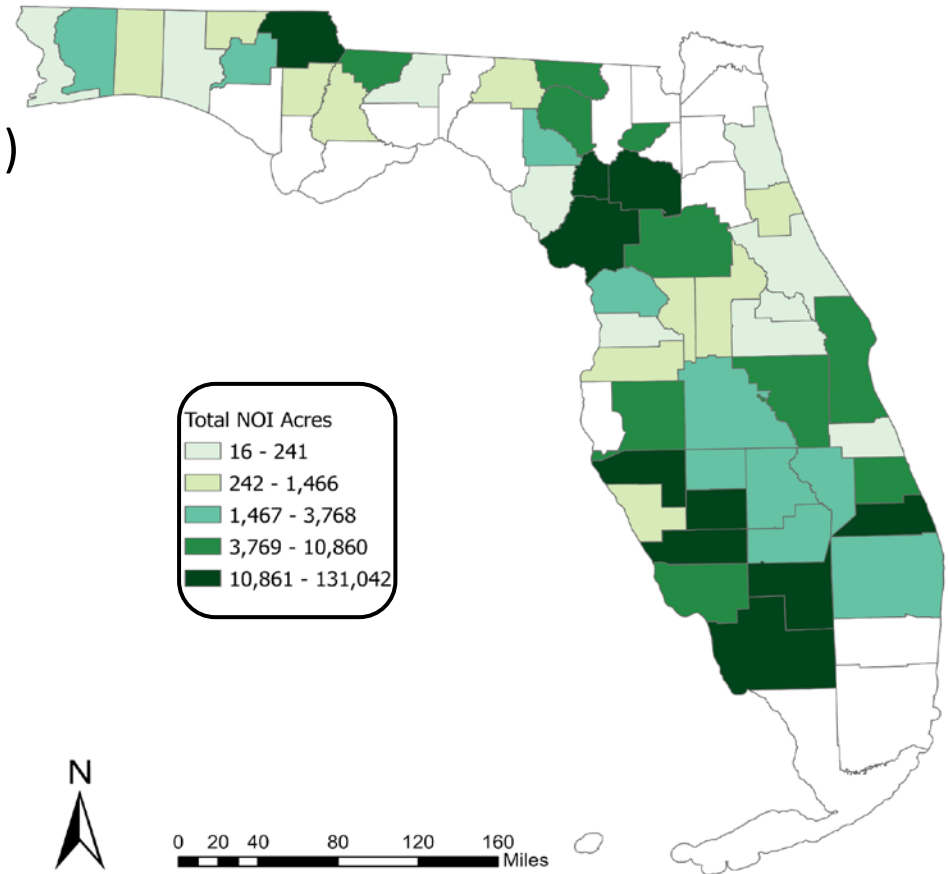 )
Total NOI Acres
16 - 241
242 - 1,466
1,467 - 3,768
3,769 - 10,860
10,861 - 131,042
N
0 20 40 80 120 160
Miles